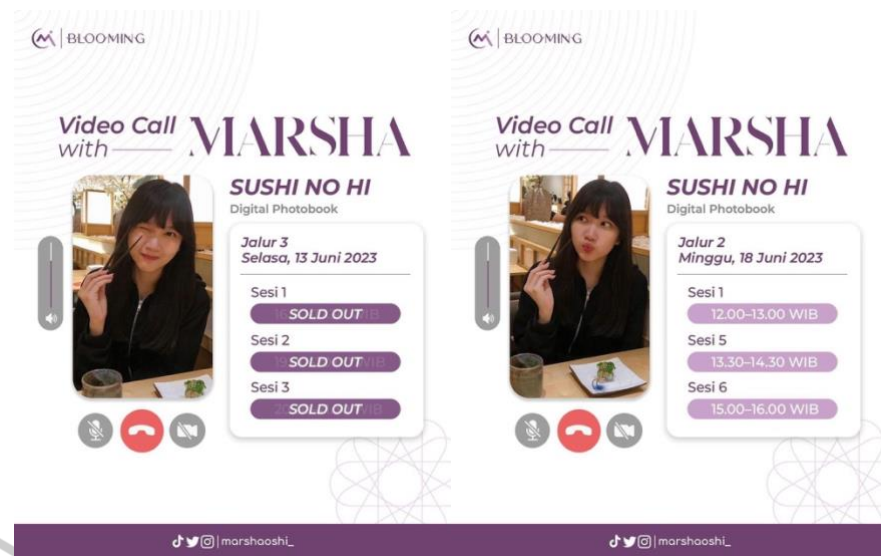 BLOOMING
Video Call
with MARSHA
SUSHI NO HI
Digital Photobook
Jalur 3
Selasa, 13 Juni 2023
Sesi 1
SOLD OUT
Sesi 2
SOLD OUT
Sesi 3
SOLD OUT
marshaoshi_
BLOOMING
Video Call
with MARSHA
SUSHI NO HI
Digital Photobook
Jalur 2
Minggu, 18 Juni 2023
Sesi 1
12.00–13.00 WIB
Sesi 5
13.30–14.30 WIB
Sesi 6
15.00–16.00 WIB
marshaoshi_